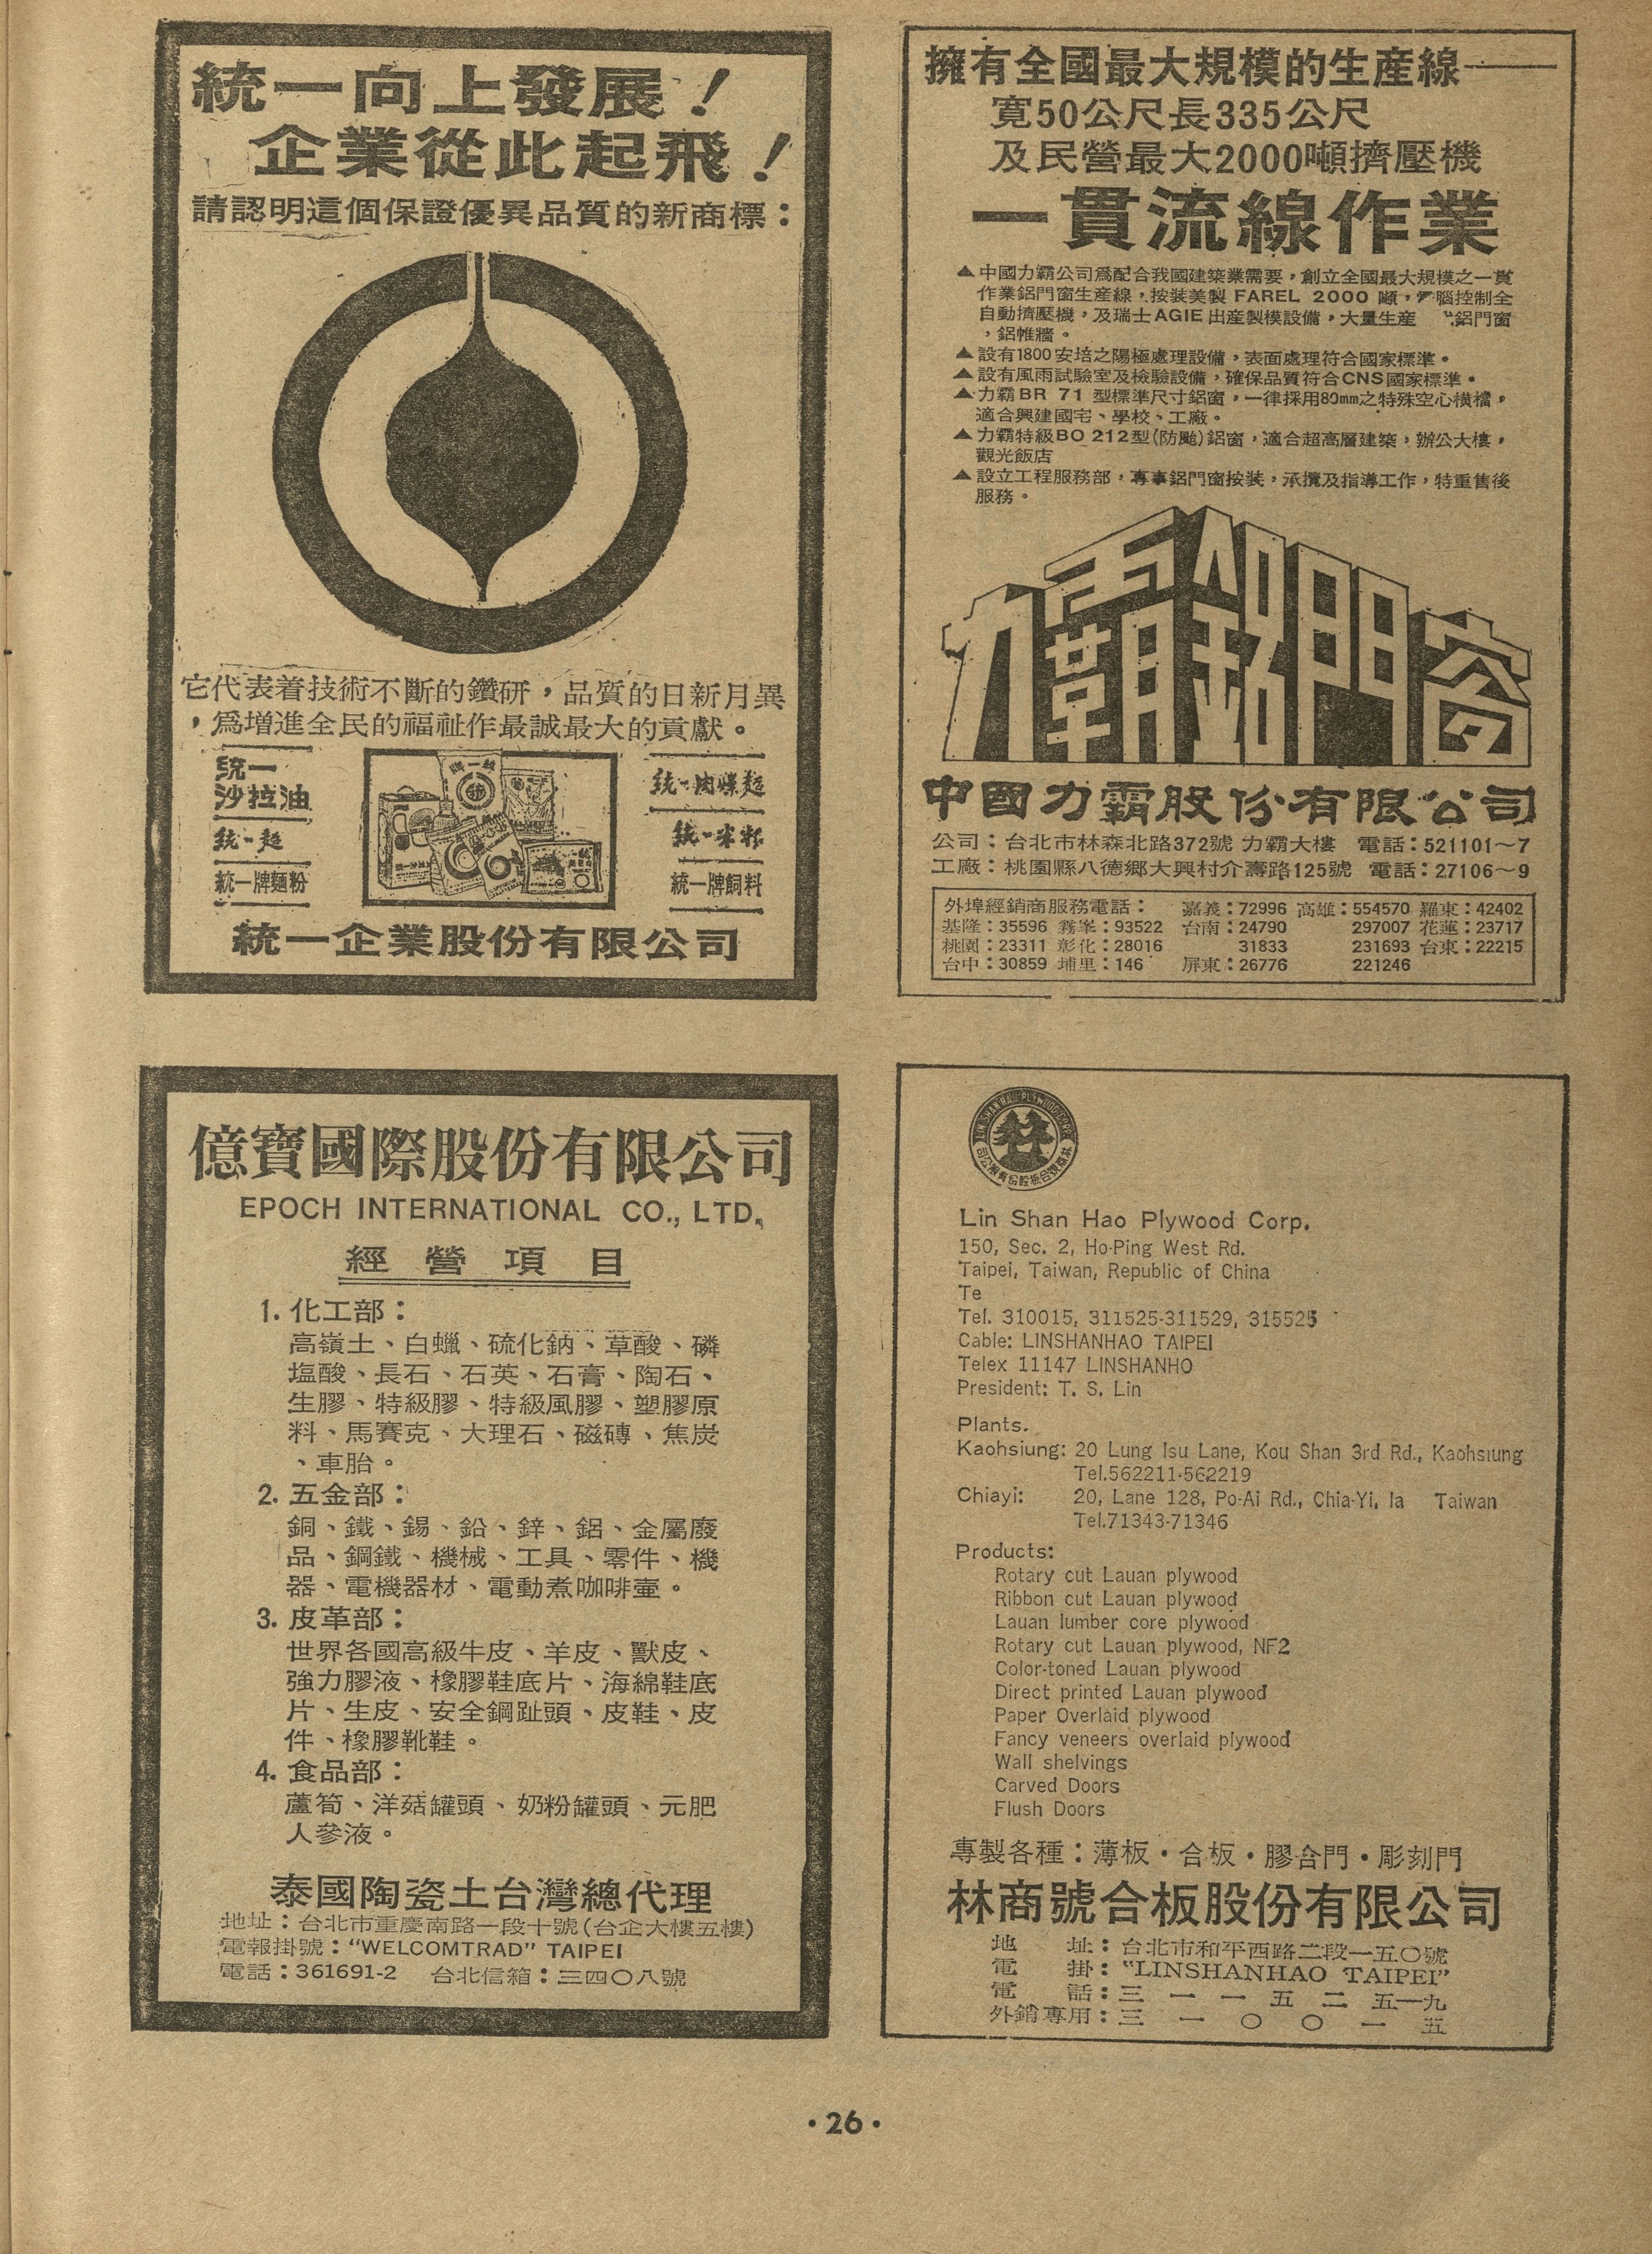 統一向上發展！
企業從此起飛！
請認明這個保證優異品質的新商標：
它代表着技術不斷的鑽研，品質的日新月異
，爲增進全民的福祉作最誠最大的貢獻。
統一
沙拉油
統一麵
統一牌麵粉
統一肉燥麵
統一米粉
統一牌飼料
統一企業股份有限公司
擁有全國最大規模的生產線——
寬50公尺長335公尺
及民營最大2000噸擠壓機
一貫流線作業
▲中國力霸公司爲配合我國建築業需要，創立全國最大規模之一貫
作業鋁門窗生產線，按裝美製 FAREL 2000 噸，電腦控制全
自動擠壓機，及瑞士AGIE出產製模設備，大量生產 鋁門窗
，鋁帷牆。
▲設有1800安培之陽極處理設備，表面處理符合國家標準。
▲設有風雨試驗室及檢驗設備，確保品質符合CNS國家標準。
▲力霸BR 71 型標準尺寸鋁窗，一律採用80mm之特殊空心橫檔，
適合興建國宅、學校、工廠。
▲力霸特級BO 212型(防颱)鋁窗，適合超高層建築，辦公大樓，
觀光飯店
▲設立工程服務部，專事鋁門窗按裝，承攬及指導工作，特重售後
服務。
力霸鋁門窗
中國力霸股份有限公司
公司：台北市林森北路372號 力霸大樓 電話：521101～7
工廠：桃園縣八德鄉大興村介壽路125號 電話：27106～9
外埠經銷商服務電話： 嘉義：72996 高雄：554570 羅東：42402
基隆：35596 霧峯：93522 台南：24790 297007 花蓮：23717
桃園：23311 彰化：28016 31833 231693 台東：22215
台中：30859 埔里：146 屏東：26776 221246
億寶國際股份有限公司
EPOCH INTERNATIONAL CO., LTD.
經營項目
1. 化工部：
高嶺土、白蠟、硫化鈉、草酸、磷
塩酸、長石、石英、石膏、陶石、
生膠、特級膠、特級風膠、塑膠原
料、馬賽克、大理石、磁磚、焦炭
、車胎。
2. 五金部：
銅、鐵、錫、鉛、鋅、鋁、金屬廢
品、鋼鐵、機械、工具、零件、機
器、電機器材、電動煮咖啡壺。
3. 皮革部：
世界各國高級牛皮、羊皮、獸皮、
強力膠液、橡膠鞋底片、海綿鞋底
片、生皮、安全鋼趾頭、皮鞋、皮
件、橡膠靴鞋。
4. 食品部：
蘆筍、洋菇罐頭、奶粉罐頭、元肥
人參液。
泰國陶瓷土台灣總代理
地址：台北市重慶南路一段十號(台企大樓五樓)
電報掛號：“WELCOMTRAD” TAIPEI
電話：361691-2 台北信箱：三四〇八號
LIN SHAN HAO PLYWOOD CORP.
林商號合板股份有限公司
Lin Shan Hao Plywood Corp.
150, Sec. 2, Ho-Ping West Rd.
Taipei, Taiwan, Republic of China
Te
Tel. 310015, 311525-311529, 315525
Cable: LINSHANHAO TAIPEI
Telex 11147 LINSHANHO
President: T. S. Lin
Plants.
Kaohsiung: 20 Lung Isu Lane, Kou Shan 3rd Rd., Kaohsiung
Tel.562211-562219
Chiayi: 20, Lane 128, Po-Ai Rd., Chia-Yi, Ia Taiwan
Tel.71343-71346
Products:
Rotary cut Lauan plywood
Ribbon cut Lauan plywood
Lauan lumber core plywood
Rotary cut Lauan plywood, NF2
Color-toned Lauan plywood
Direct printed Lauan plywood
Paper Overlaid plywood
Fancy veneers overlaid plywood
Wall shelvings
Carved Doors
Flush Doors
專製各種：薄板・合板・膠合門・彫刻門
林商號合板股份有限公司
地址：台北市和平西路二段一五〇號
電掛：“LINSHANHAO TAIPEI”
電話：三一一五二五—九
外銷專用：三一〇〇一五
・26・